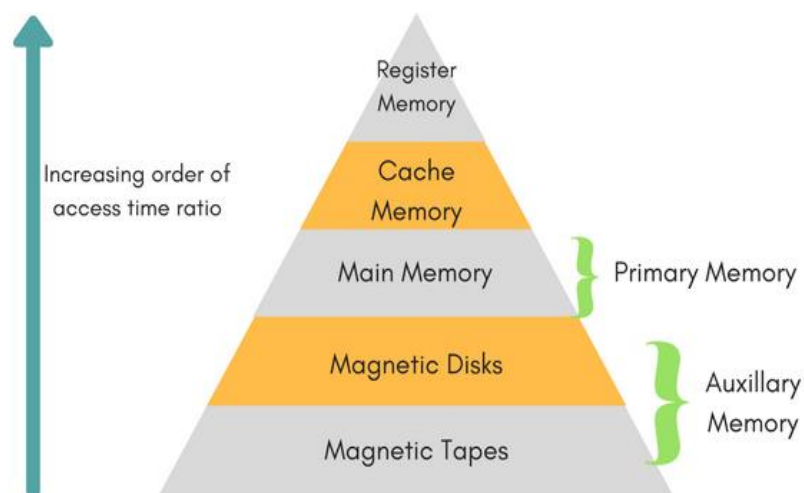 Register
Memory
Increasing order of
access time ratio
Cache
Memory
Main Memory
Primary Memory
Magnetic Disks
Auxillary
Memory
Magnetic Tapes